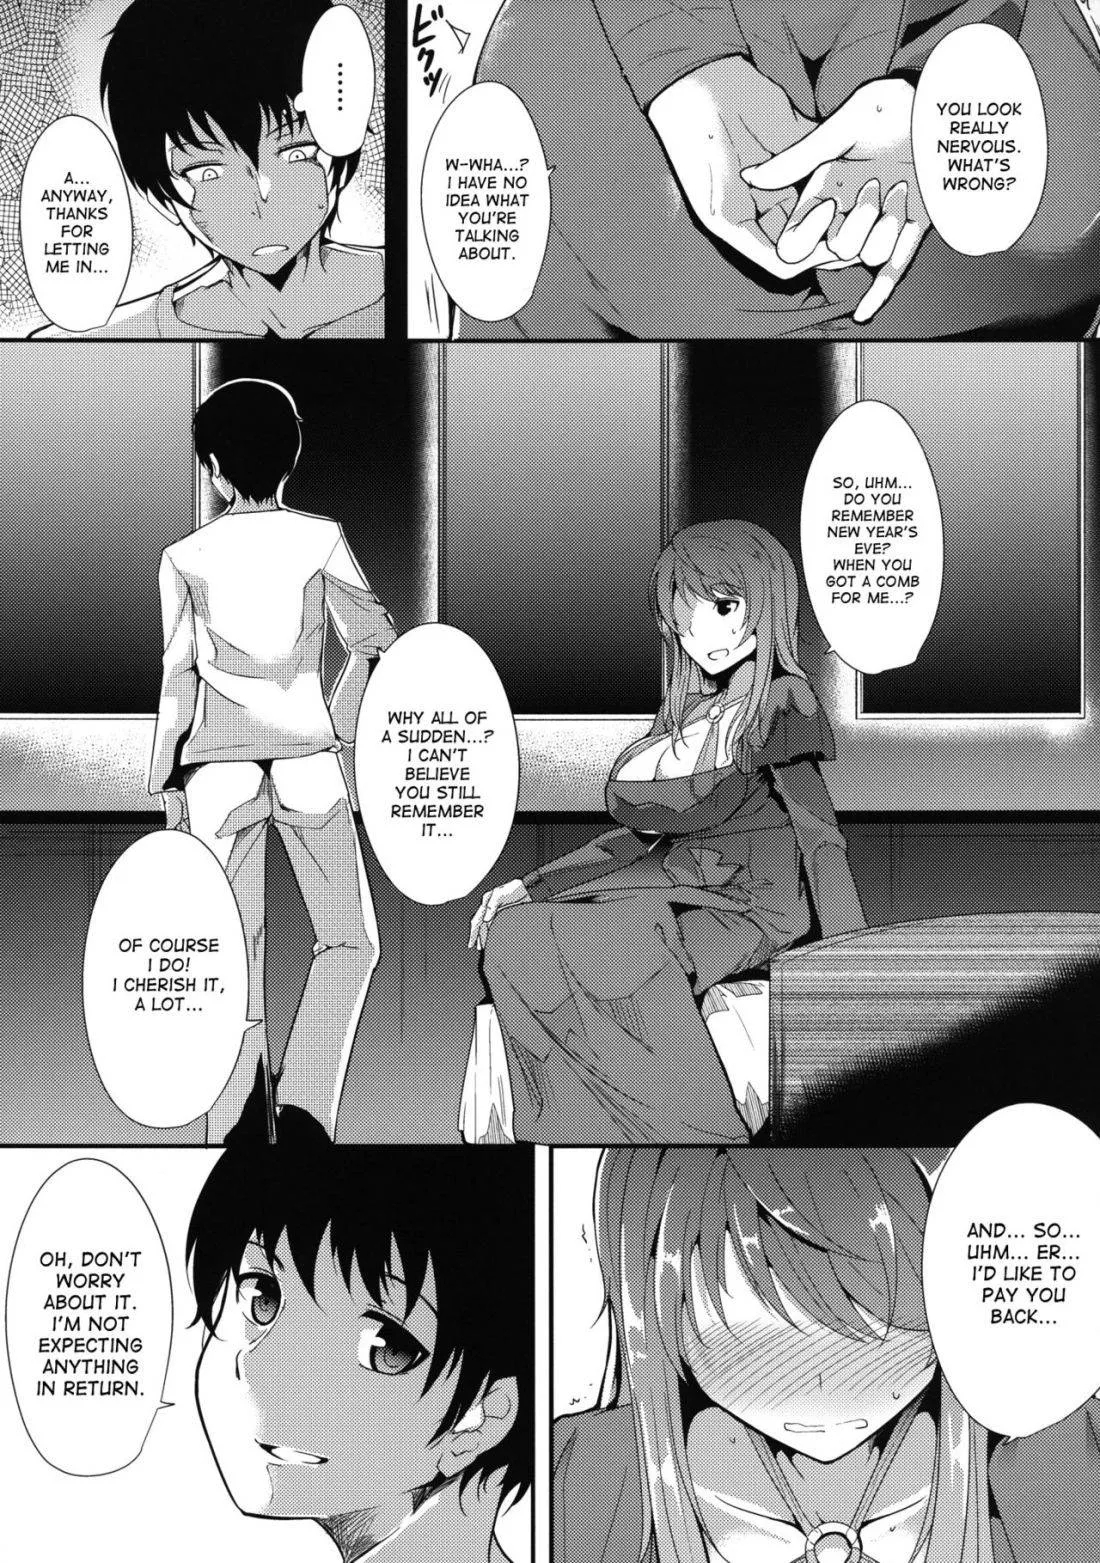 YOU LOOK
REALLY
NERVOUS.
WHAT'S
WRONG?
W-WHA...?
I HAVE NO
IDEA WHAT
YOU'RE
TALKING
ABOUT.
ビクッ
........
A...
ANYWAY,
THANKS
FOR
LETTING
ME IN...
SO, UHM...
DO YOU
REMEMBER
NEW YEAR'S
EVE?
WHEN YOU
GOT A COMB
FOR ME...?
WHY ALL OF
A SUDDEN...?
I CAN'T
BELIEVE
YOU STILL
REMEMBER
IT...
OF COURSE
I DO!
I CHERISH IT,
A LOT...
AND... SO...
UHM... ER...
I'D LIKE TO
PAY YOU
BACK...
OH, DON'T
WORRY
ABOUT IT.
I'M NOT
EXPECTING
ANYTHING
IN RETURN.